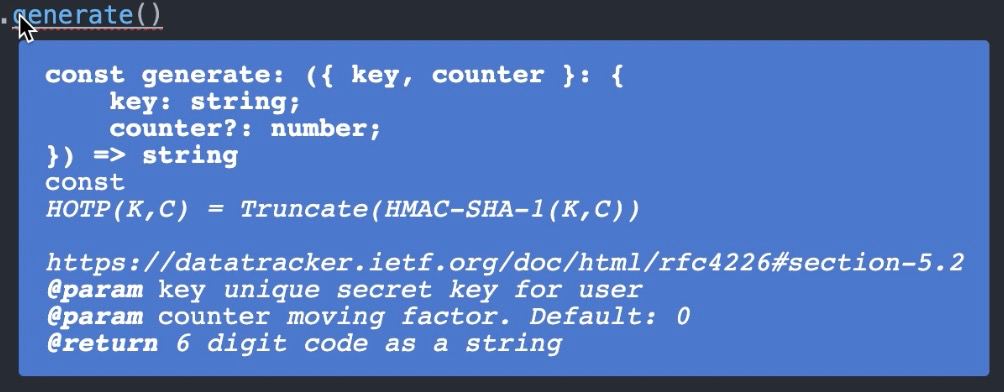 .generate()
const generate: ({ key, counter }: {
    key: string;
    counter?: number;
}) => string
const
HOTP(K,C) = Truncate(HMAC-SHA-1(K,C))
https://datatracker.ietf.org/doc/html/rfc4226#section-5.2
@param key unique secret key for user
@param counter moving factor. Default: 0
@return 6 digit code as a string